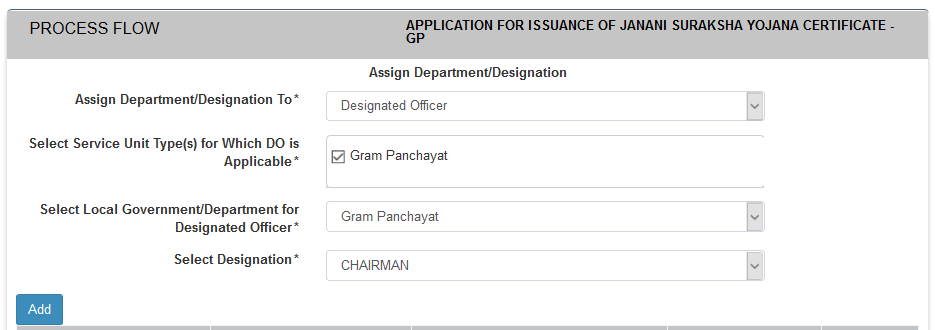 PROCESS FLOW
APPLICATION FOR ISSUANCE OF JANANI SURAKSHA YOJANA CERTIFICATE -
GP
Assign Department/Designation
Assign Department/Designation To*
Designated Officer
Select Service Unit Type(s) for Which DO is
Applicable*
Gram Panchayat
Select Local Government/Department for
Designated Officer*
Gram Panchayat
Select Designation*
CHAIRMAN
Add